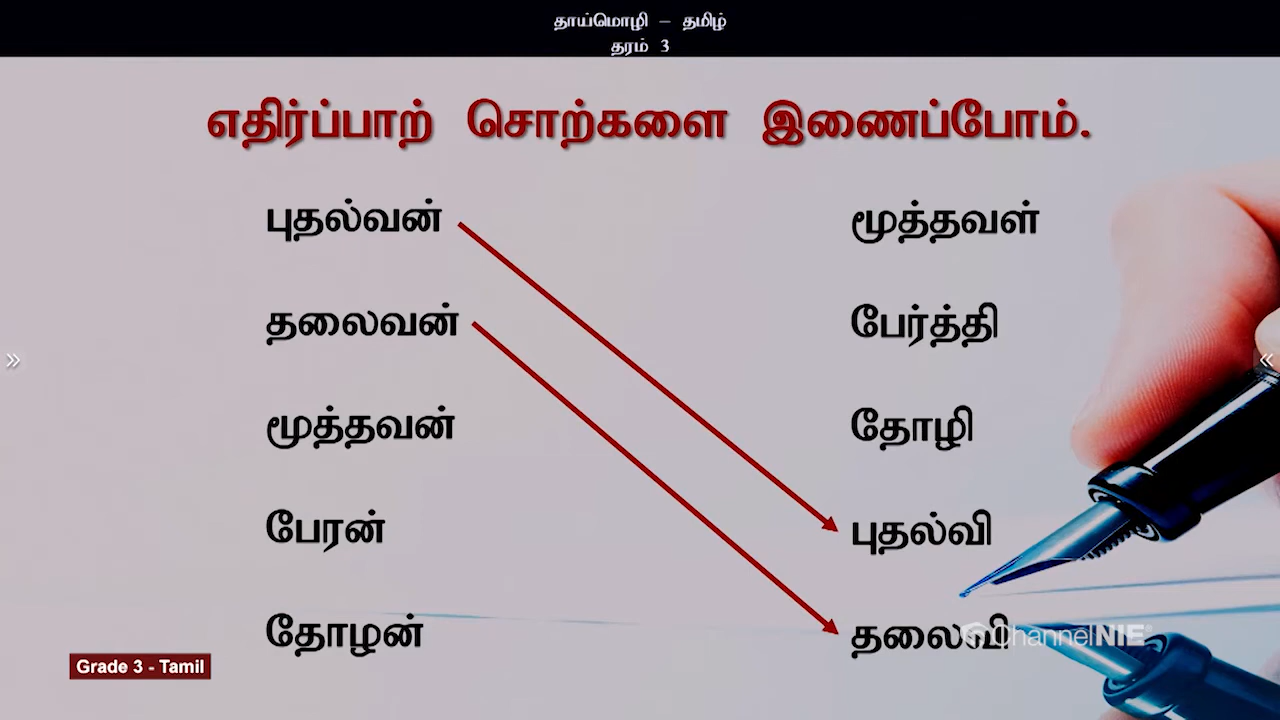 தாய்மொழி – தமிழ்
தரம் 3
எதிர்ப்பாற் சொற்களை இணைப்போம்.
புதல்வன் மூத்தவள்
தலைவன் பேர்த்தி
மூத்தவன் தோழி
பேரன் புதல்வி
தோழன் தலைவி
ChannelNIE
Grade 3 - Tamil